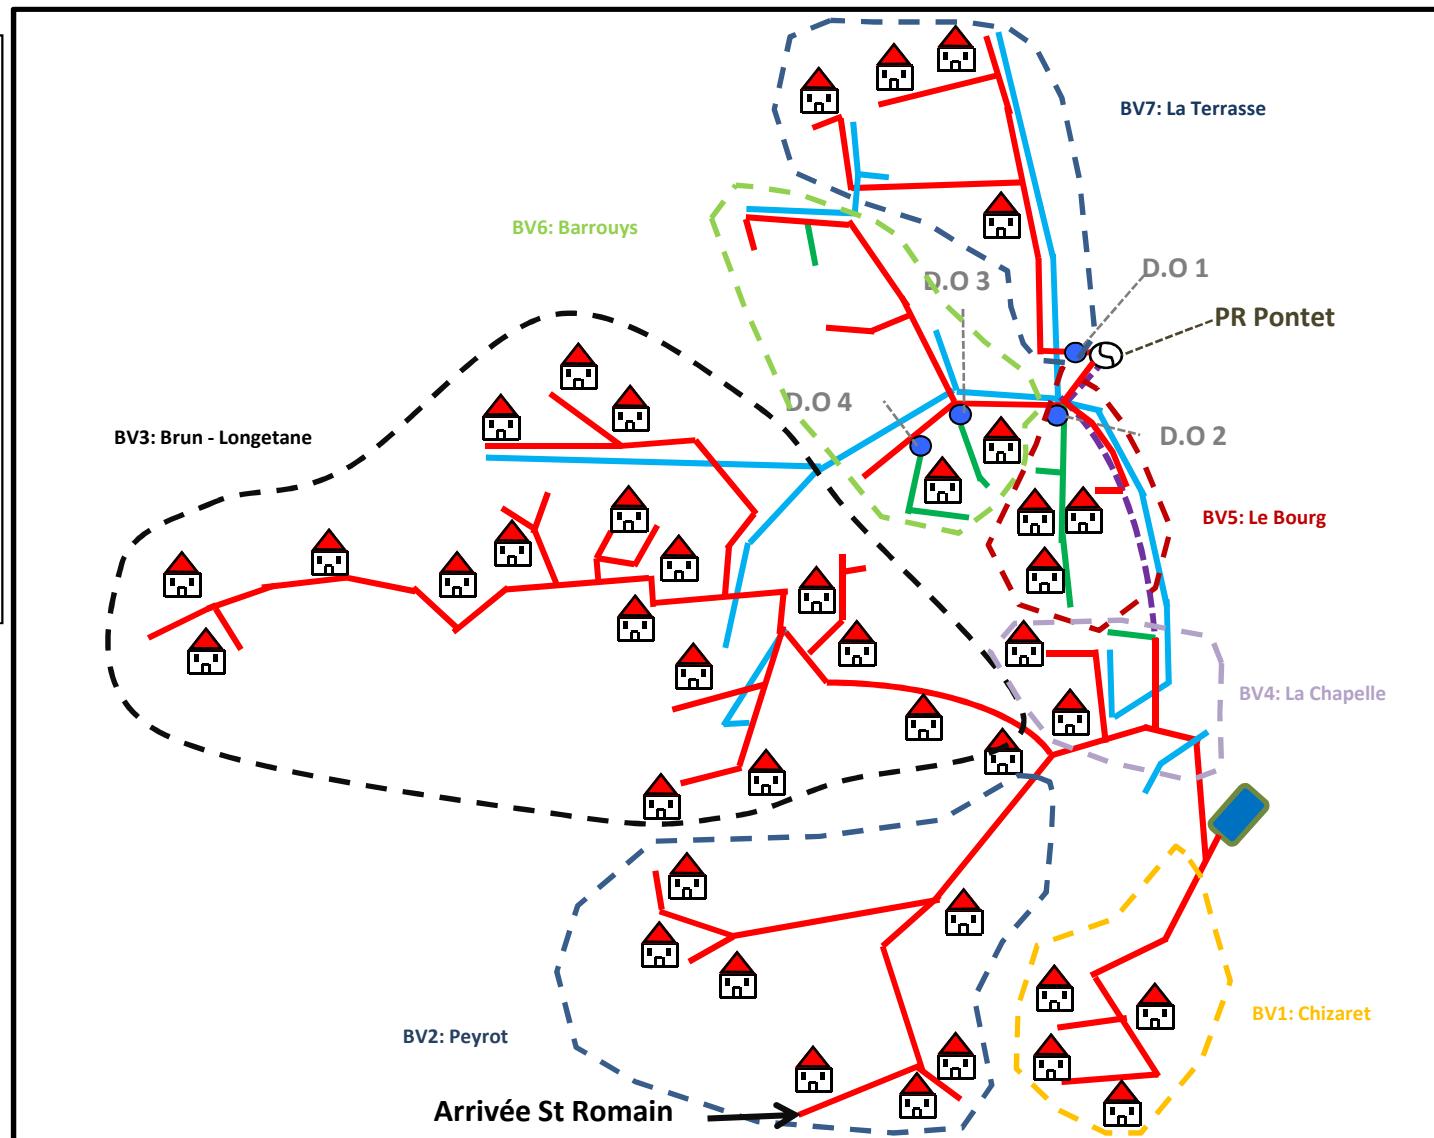 BV7: La Terrasse
BV6: Barrouys
D.O 3
D.O 1
PR Pontet
D.O 4
D.O 2
BV3: Brun - Longetane
BV5: Le Bourg
BV4: La Chapelle
BV1: Chizaret
BV2: Peyrot
Arrivée St Romain